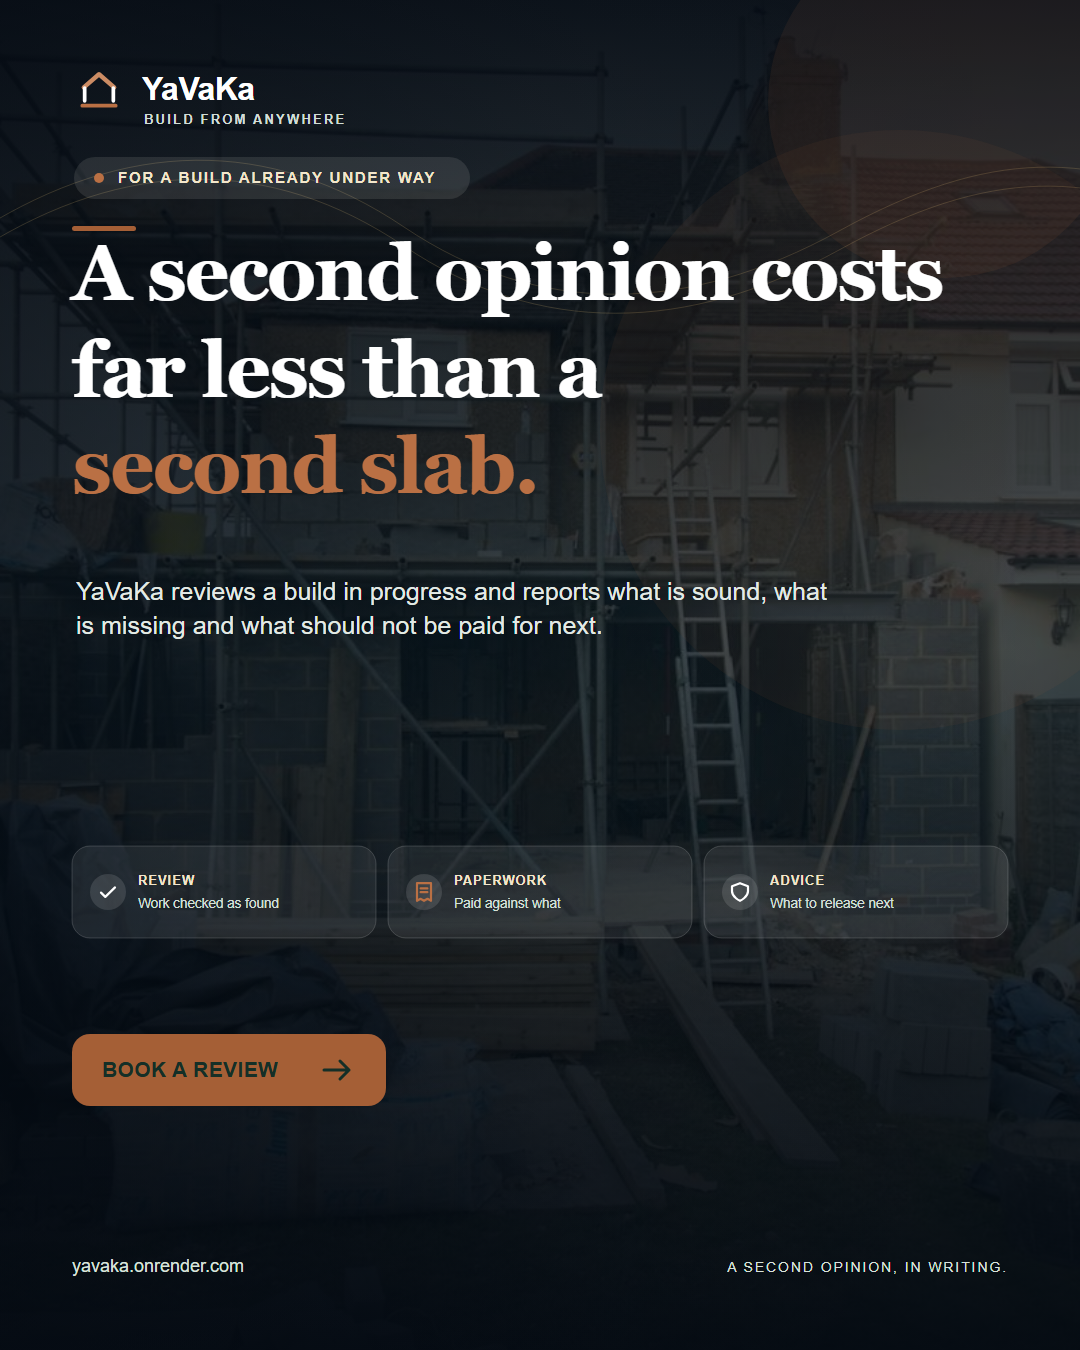 YaVaKa
BUILD FROM ANYWHERE
FOR A BUILD ALREADY UNDER WAY
A second opinion costs
far less than a
second slab.
YaVaKa reviews a build in progress and reports what is sound, what
is missing and what should not be paid for next.
REVIEW
Work checked as found
PAPERWORK
Paid against what
ADVICE
What to release next
BOOK A REVIEW
yavaka.onrender.com
A SECOND OPINION, IN WRITING.